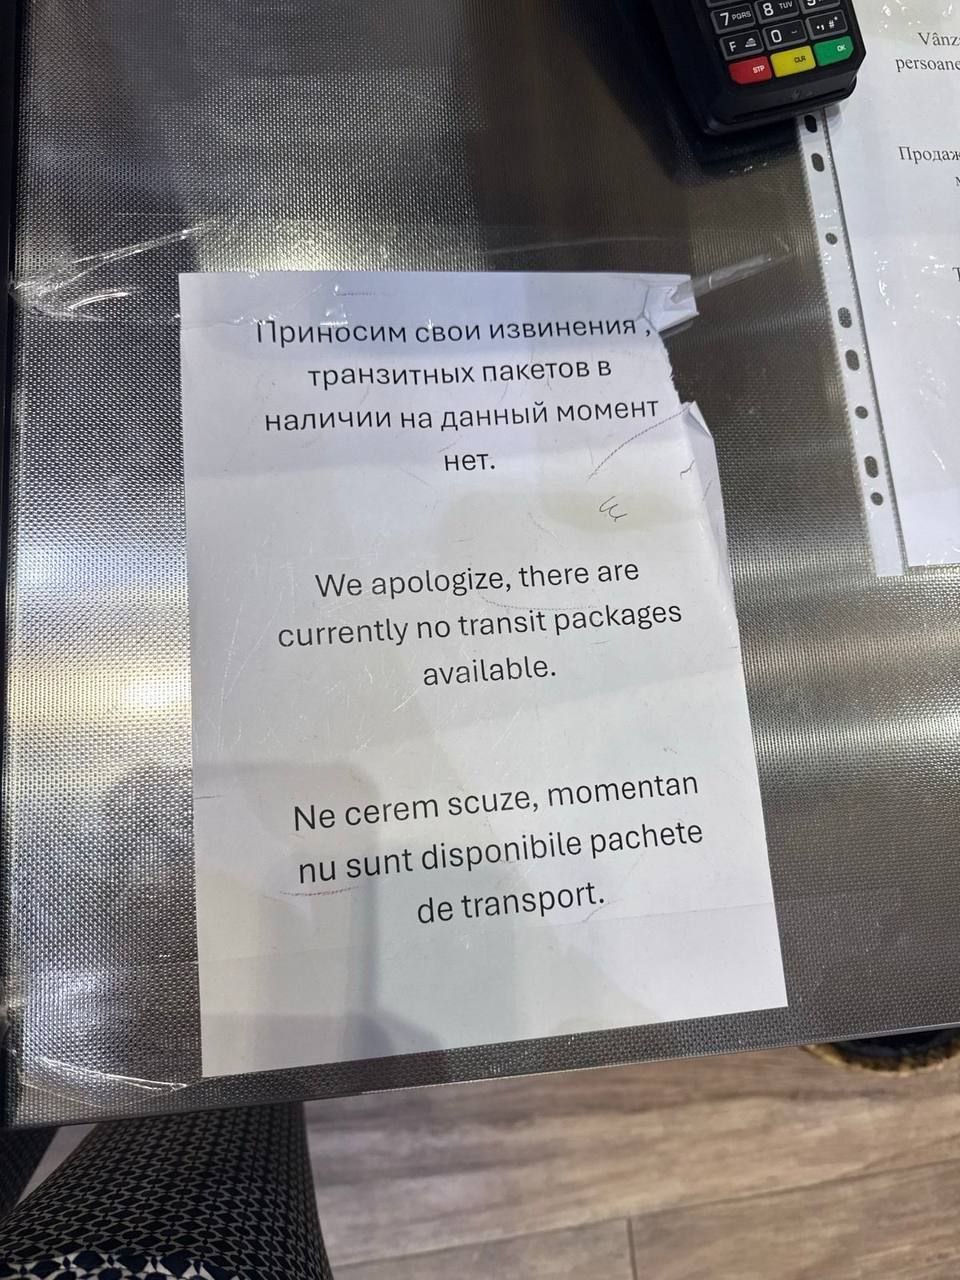 7 PQRS 8 TUV
F 0 .,#*
STP CLR OK
Vânz
persoane
Продаж
Приносим свои извинения ,
транзитных пакетов в
наличии на данный момент
нет.
We apologize, there are
currently no transit packages
available.
Ne cerem scuze, momentan
nu sunt disponibile pachete
de transport.